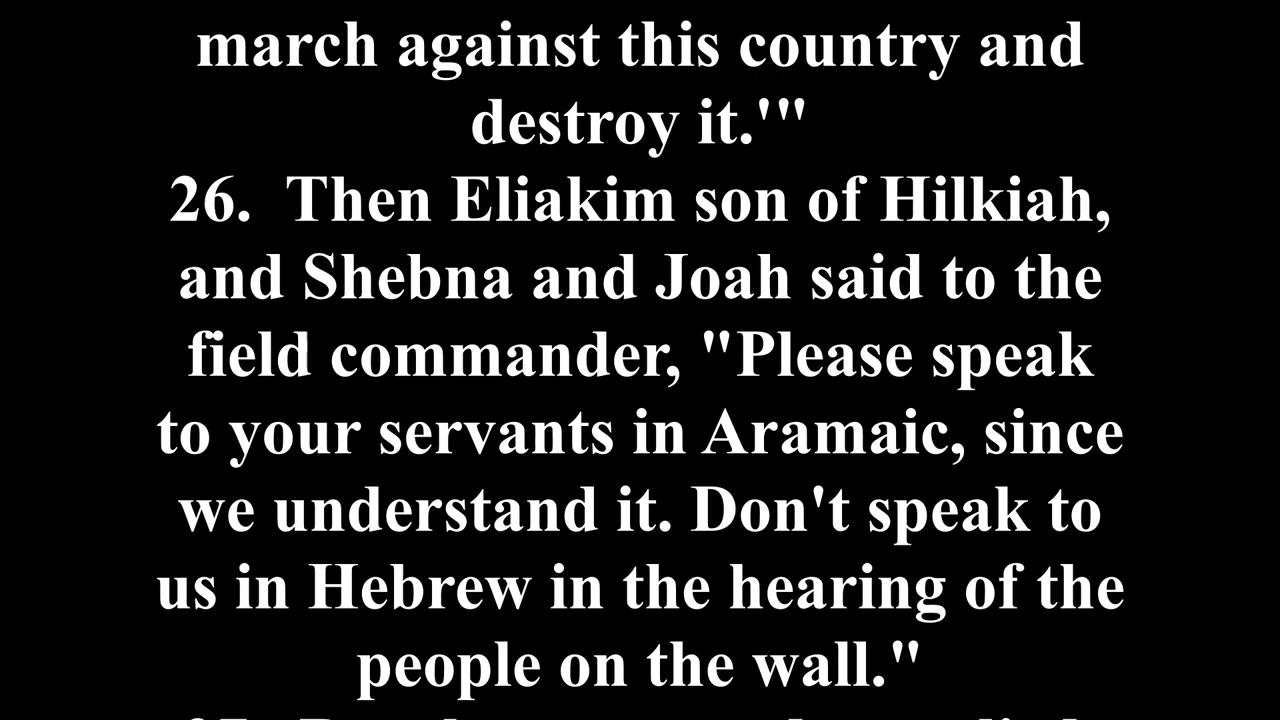 march against this country and
destroy it.'"
26.  Then Eliakim son of Hilkiah,
and Shebna and Joah said to the
field commander, "Please speak
to your servants in Aramaic, since
we understand it. Don't speak to
us in Hebrew in the hearing of the
people on the wall."